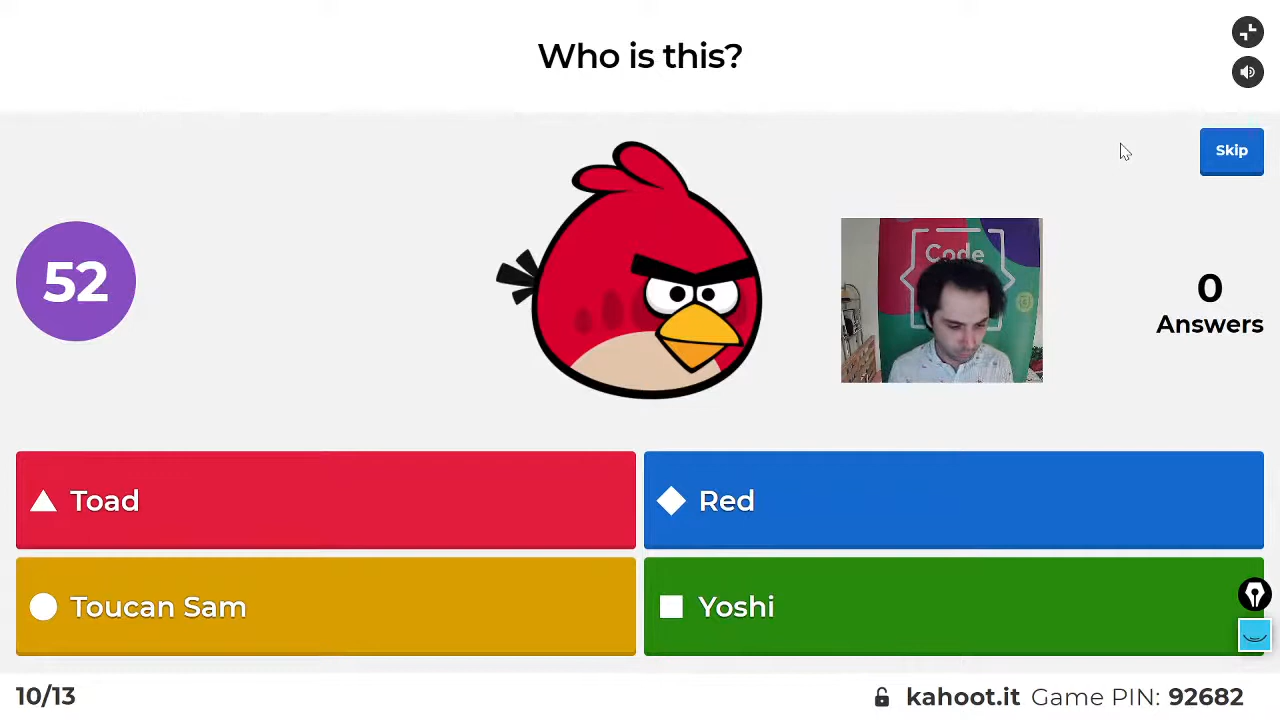 Who is this?
Skip
52
Code
0
Answers
Toad
Red
Toucan Sam
Yoshi
10/13
kahoot.it Game PIN: 92682